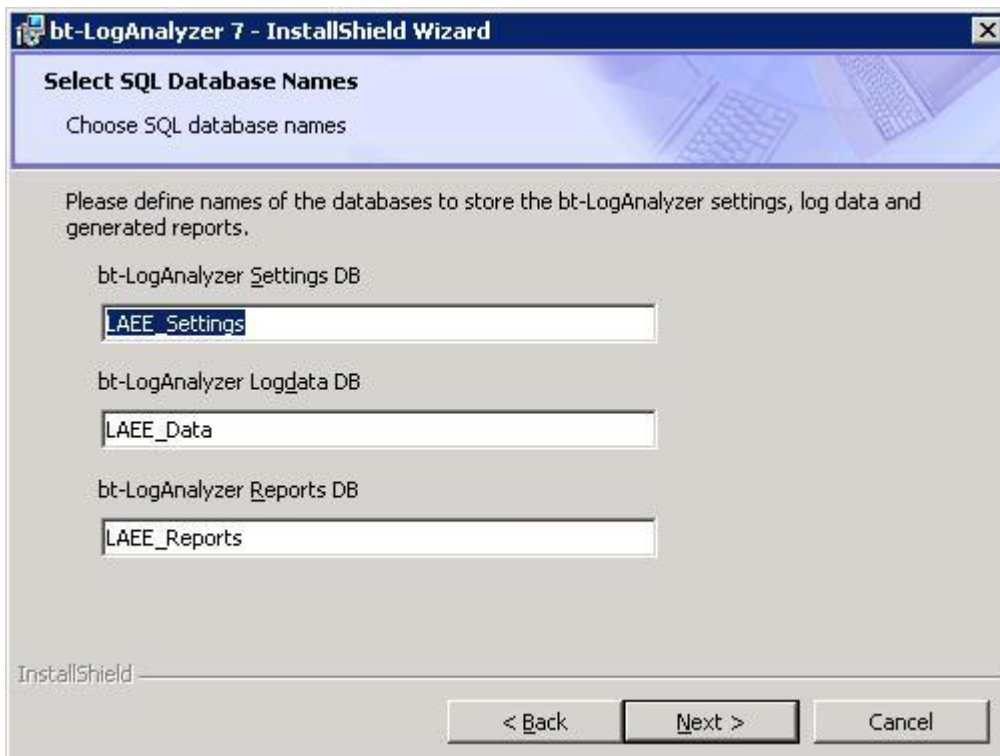 bt-LogAnalyzer 7 - InstallShield Wizard
Select SQL Database Names
Choose SQL database names
Please define names of the databases to store the bt-LogAnalyzer settings, log data and
generated reports.
bt-LogAnalyzer Settings DB
LAEE_Settings
bt-LogAnalyzer Logdata DB
LAEE_Data
bt-LogAnalyzer Reports DB
LAEE_Reports
InstallShield
< Back Next > Cancel